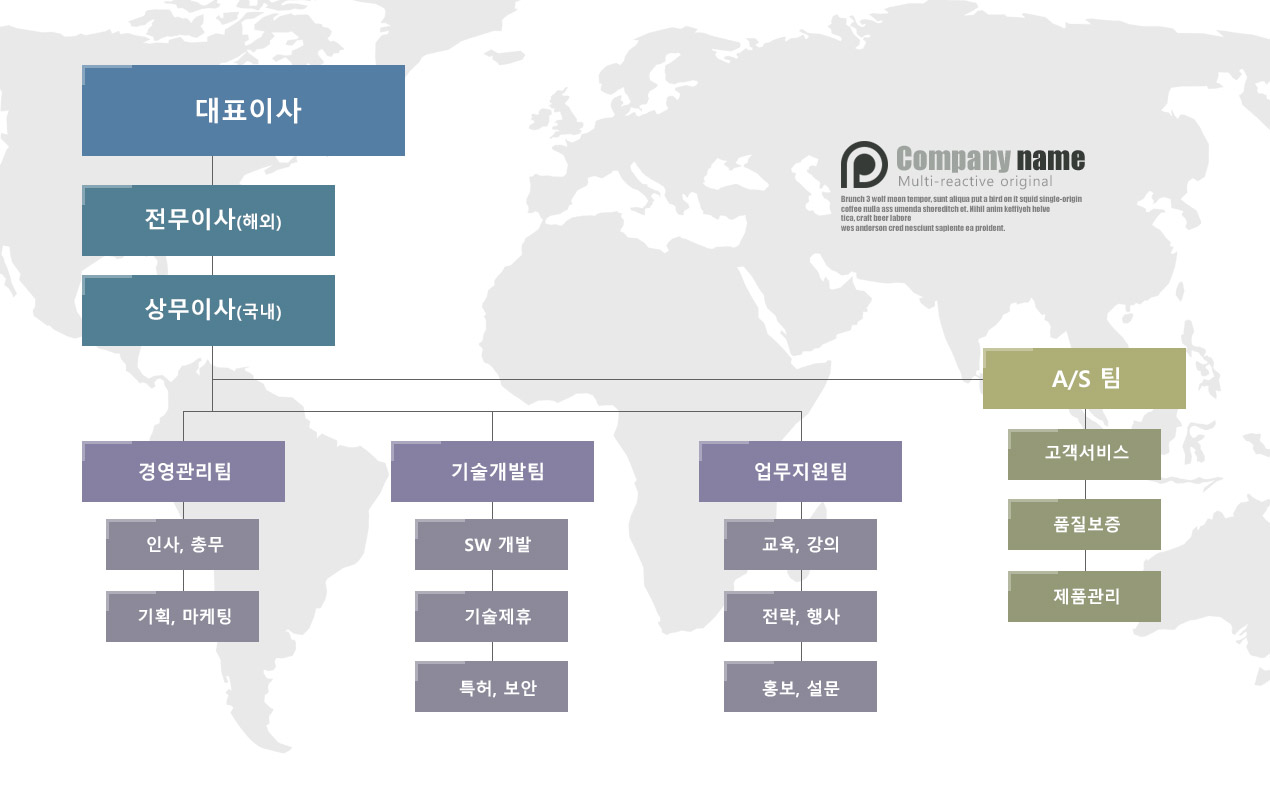 대표이사
전무이사(해외)
상무이사(국내)
Company name
Multi-reactive original
Brunch 3 wolf moon tempor, sunt aliqua put a bird on it squid single-origin
coffee nulla ass umenda shoreditch et. Nihil anim keffiyeh helve
tica, craft beer labore
wes anderson cred nesciunt sapiente ea proident.
A/S 팀
고객서비스
품질보증
제품관리
경영관리팀
인사, 총무
기획, 마케팅
기술개발팀
SW 개발
기술제휴
특허, 보안
업무지원팀
교육, 강의
전략, 행사
홍보, 설문